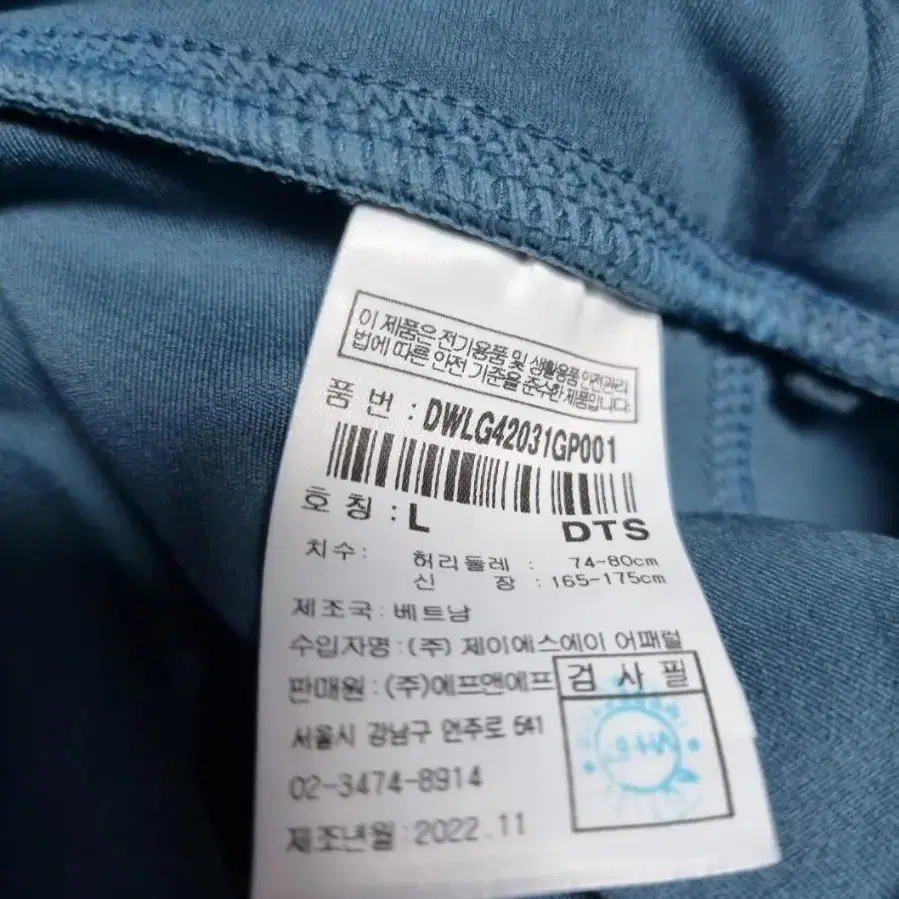 이 제품은 전기용품 및 생활용품 안전관리
법에 따른 안전 기준을 준수한 제품입니다.
품 번 : DWLG42031GP001
호 칭 : L DTS
치수 : 허리둘레 : 74~80cm
신 장 : 165~175cm
제조국 : 베트남
수입자명 : (주) 제이에스에이 어패럴
판매원 : (주)에프앤에프
검 사 필
서울시 강남구 언주로 541
02-3474-8914
제조년월 : 2022.11